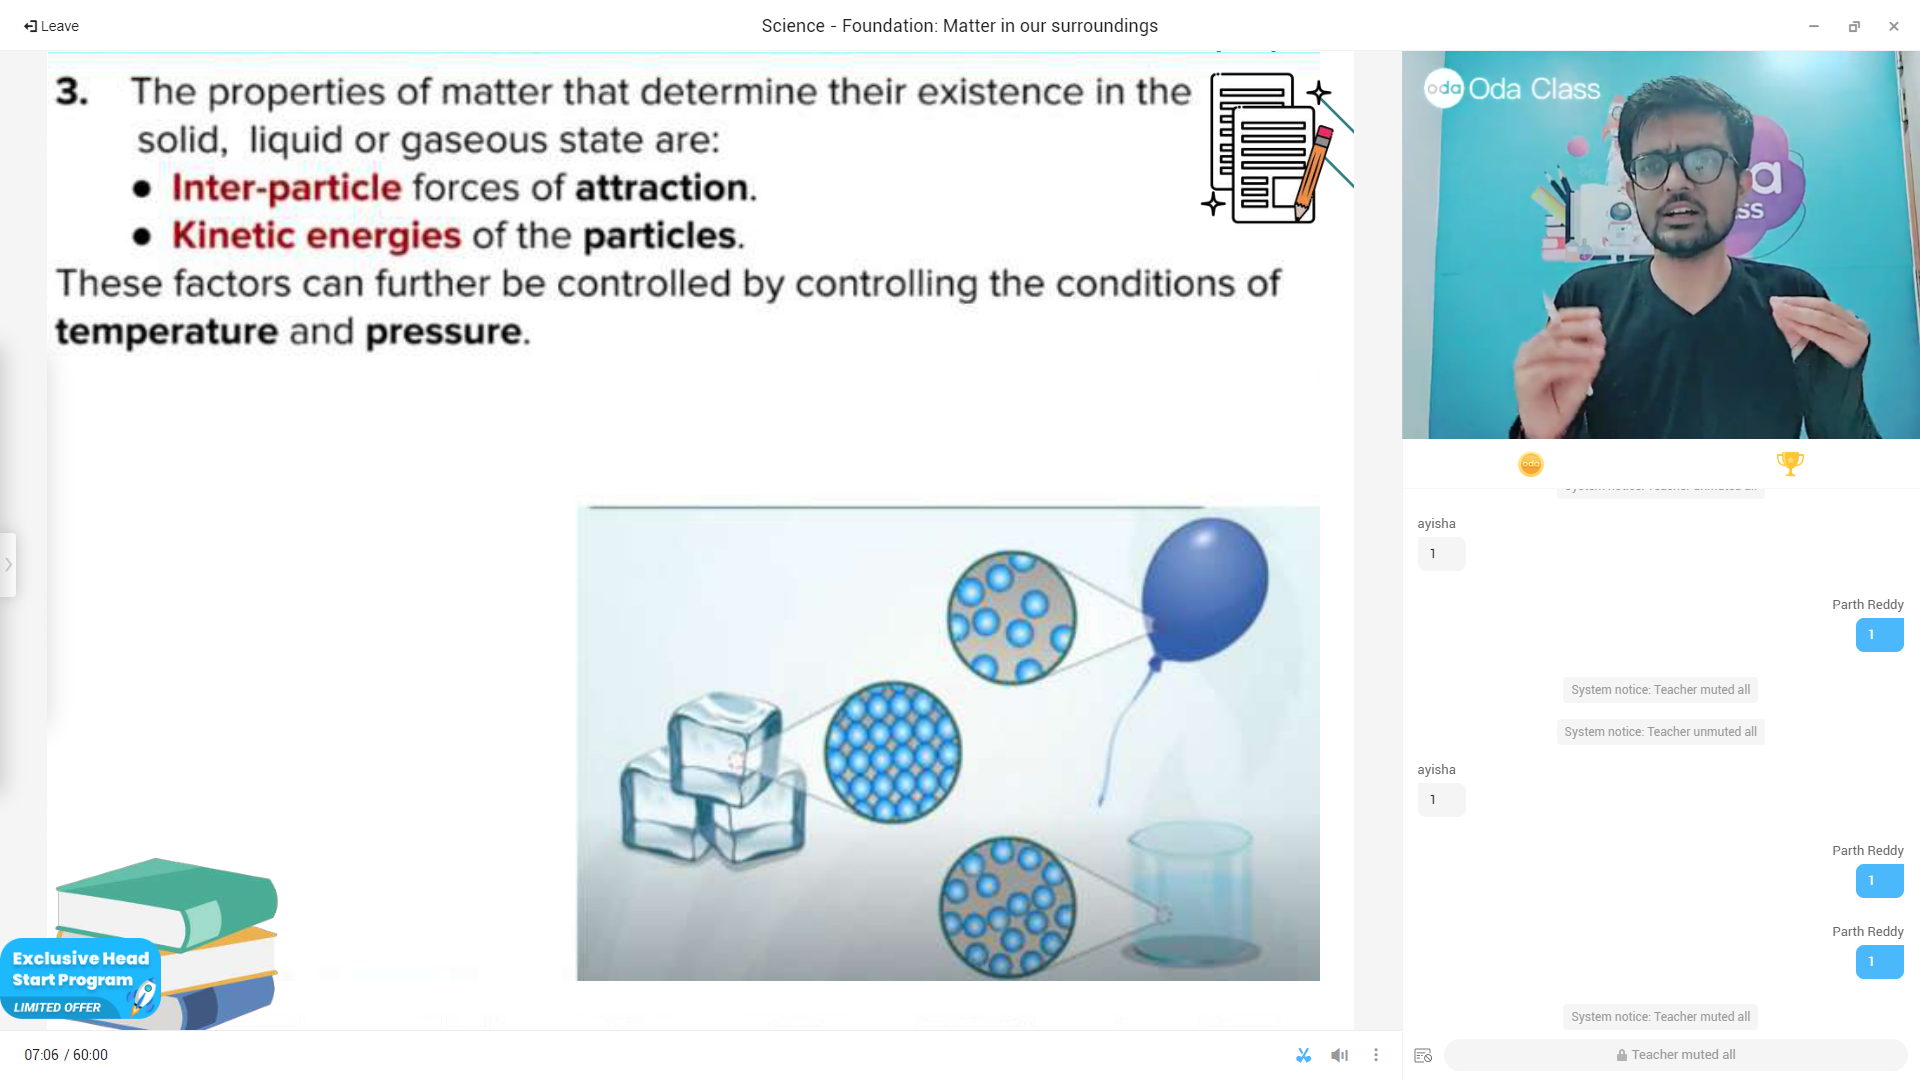 Leave
Science - Foundation: Matter in our surroundings
3. The properties of matter that determine their existence in the
solid, liquid or gaseous state are:
● Inter-particle forces of attraction.
● Kinetic energies of the particles.
These factors can further be controlled by controlling the conditions of
temperature and pressure.
Exclusive Head
Start Program
LIMITED OFFER
07:06 / 60:00
oda Oda Class
oda
ayisha
1
Parth Reddy
1
System notice: Teacher muted all
System notice: Teacher unmuted all
ayisha
1
Parth Reddy
1
Parth Reddy
1
System notice: Teacher muted all
Teacher muted all